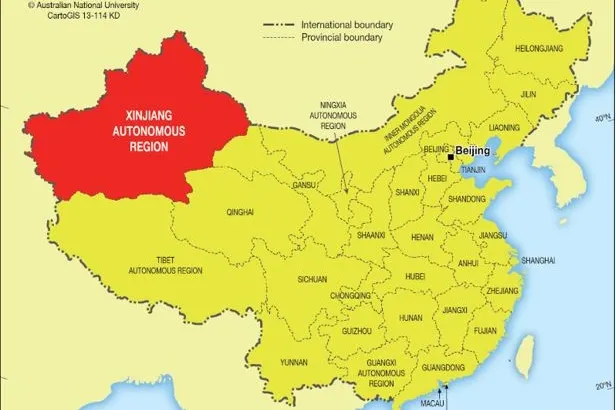 © Australian National University
CartoGIS 13-114 KD
International boundary
Provincial boundary
HEILONGJIANG
JILIN
LIAONING
NINGXIA
AUTONOMOUS
REGION
INNER MONGOLIA
AUTONOMOUS REGION
XINJIANG
AUTONOMOUS
REGION
40°N
BEIJING
Beijing
TIANJIN
HEBEI
GANSU
SHANXI
SHANDONG
QINGHAI
SHAANXI
HENAN
JIANGSU
TIBET
AUTONOMOUS REGION
ANHUI
SHANGHAI
SICHUAN
HUBEI
CHONGQING
ZHEJIANG
HUNAN
JIANGXI
GUIZHOU
FUJIAN
YUNNAN
GUANGXI
AUTONOMOUS
REGION
GUANGDONG
20°N
MACAU